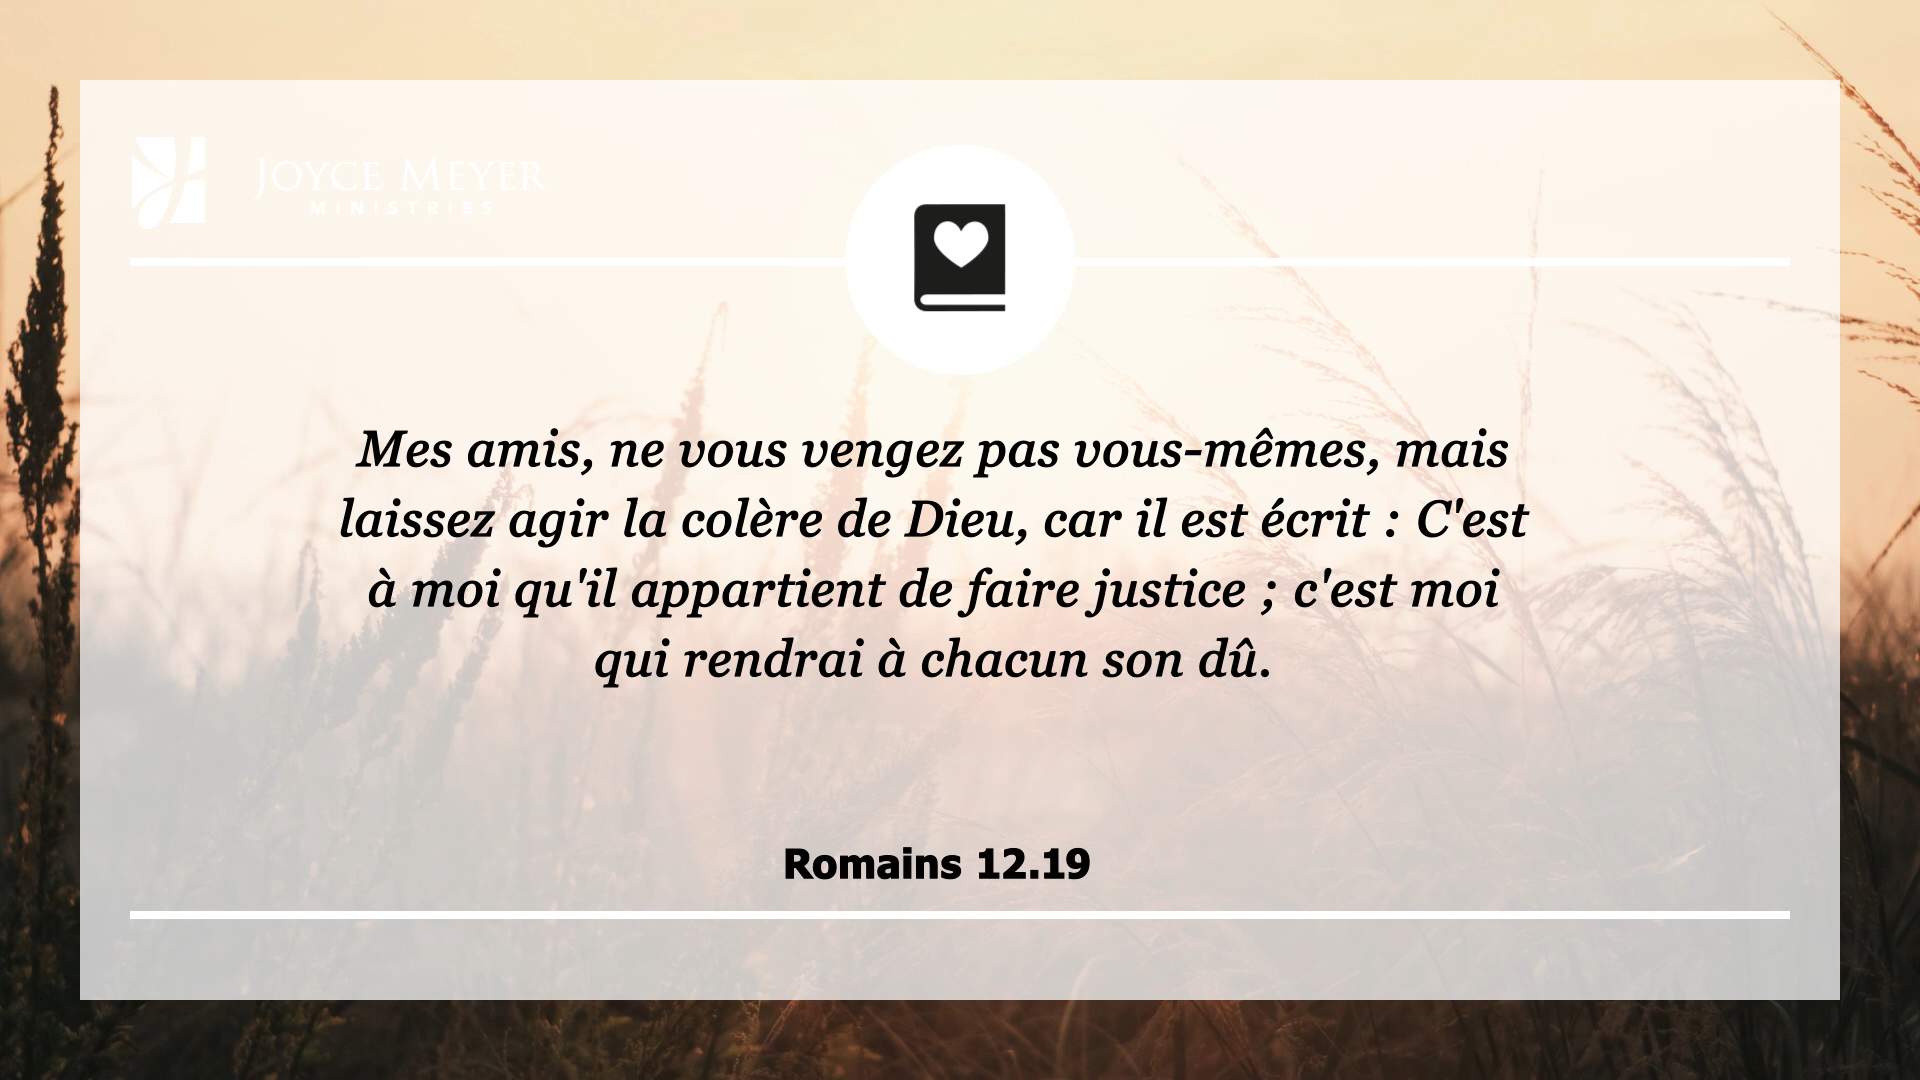 JOYCE MEYER
MINISTRIES
Mes amis, ne vous vengez pas vous-mêmes, mais
laissez agir la colère de Dieu, car il est écrit : C'est
à moi qu'il appartient de faire justice ; c'est moi
qui rendrai à chacun son dû.
Romains 12.19